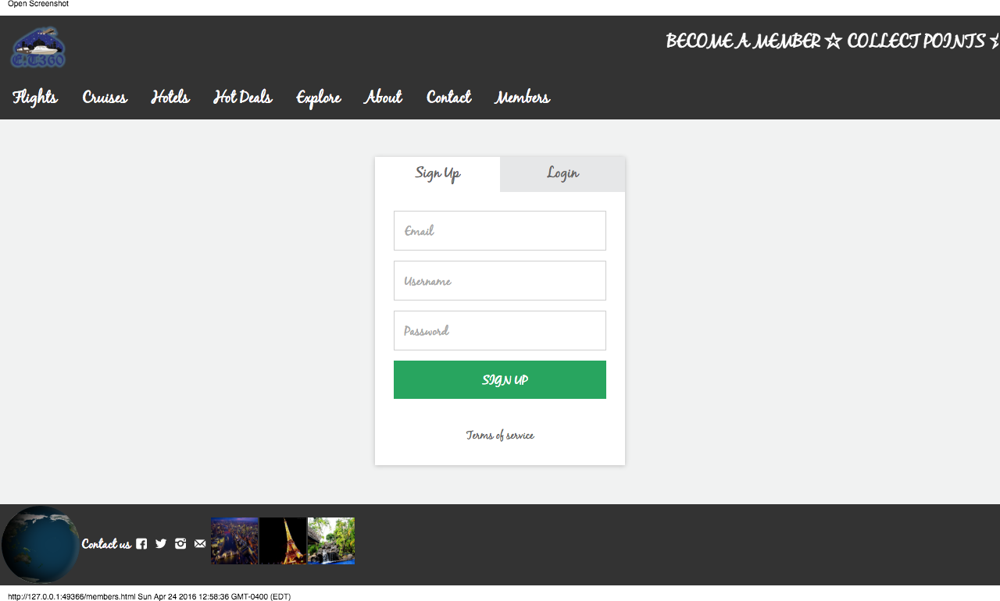 Open Screenshot
E.T360
BECOME A MEMBER ☆ COLLECT POINTS ☆
Flights Cruises Hotels Hot Deals Explore About Contact Members
Sign Up Login
Email
Username
Password
SIGN UP
Terms of service
Contact us
http://127.0.0.1:49366/members.html Sun Apr 24 2016 12:58:36 GMT-0400 (EDT)